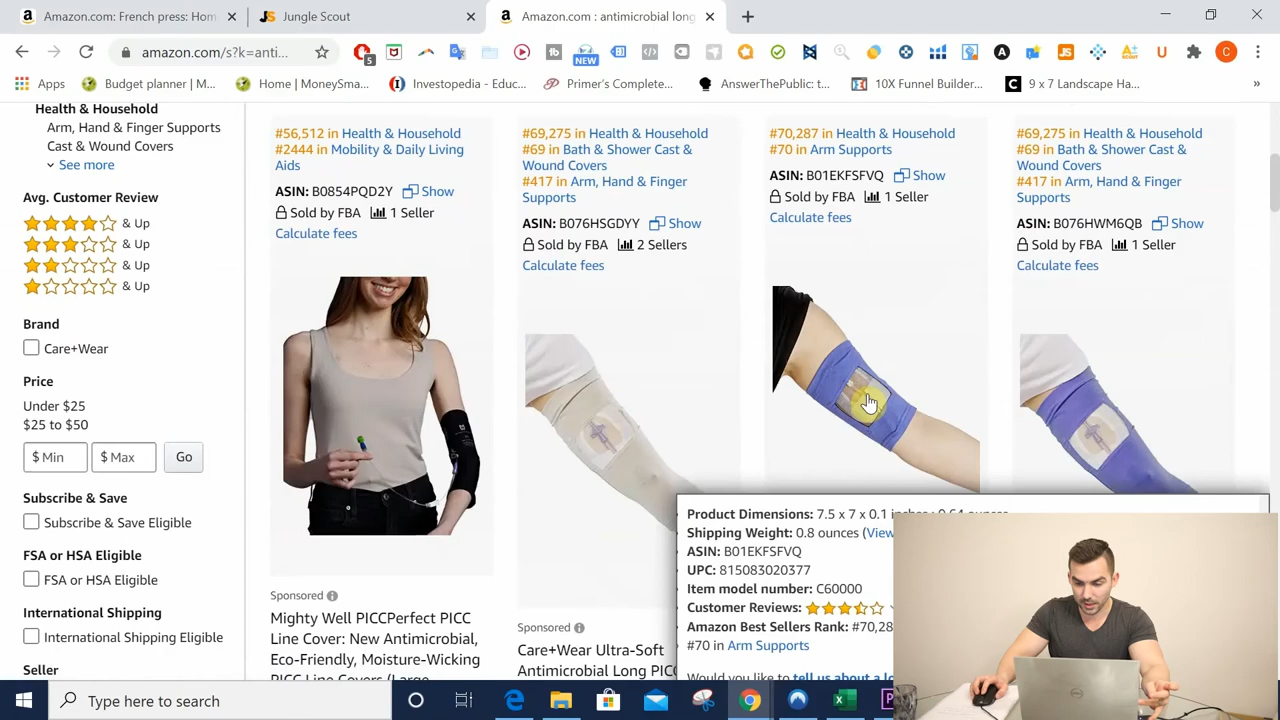 French press: Hom
Jungle Scout
Amazon.com : antimicrobial long
amazon.com/s?k=anti...
5
NEW
C
Apps
Budget planner | M...
Home | MoneySma...
Investopedia - Educ...
Primer's Complete...
AnswerThePublic: t...
10X Funnel Builder...
9 x 7 Landscape Ha...
»
Health & Household
Arm, Hand & Finger Supports
Cast & Wound Covers
See more
Avg. Customer Review
& Up
& Up
& Up
& Up
Brand
Care+Wear
Price
Under $25
$25 to $50
$ Min
$ Max
Go
Subscribe & Save
Subscribe & Save Eligible
FSA or HSA Eligible
FSA or HSA Eligible
International Shipping
International Shipping Eligible
Seller
#56,512 in Health & Household
#2444 in Mobility & Daily Living
Aids
ASIN: B0854PQD2Y Show
Sold by FBA 1 Seller
Calculate fees
Sponsored
Mighty Well PICCPerfect PICC
Line Cover: New Antimicrobial,
Eco-Friendly, Moisture-Wicking
PICC Line Covers (Large
#69,275 in Health & Household
#69 in Bath & Shower Cast &
Wound Covers
#417 in Arm, Hand & Finger
Supports
ASIN: B076HSGDYY Show
Sold by FBA 2 Sellers
Calculate fees
Sponsored
Care+Wear Ultra-Soft
Antimicrobial Long PIC
#70,287 in Health & Household
#70 in Arm Supports
ASIN: B01EKFSFVQ Show
Sold by FBA 1 Seller
Calculate fees
#69,275 in Health & Household
#69 in Bath & Shower Cast &
Wound Covers
#417 in Arm, Hand & Finger
Supports
ASIN: B076HWM6QB Show
Sold by FBA 1 Seller
Calculate fees
Product Dimensions: 7.5 x 7 x 0.1 inches ; 0.64 ounces
Shipping Weight: 0.8 ounces (View
ASIN: B01EKFSFVQ
UPC: 815083020377
Item model number: C60000
Customer Reviews:
Amazon Best Sellers Rank: #70,28
#70 in Arm Supports
Would you like to tell us about a lo
Type here to search